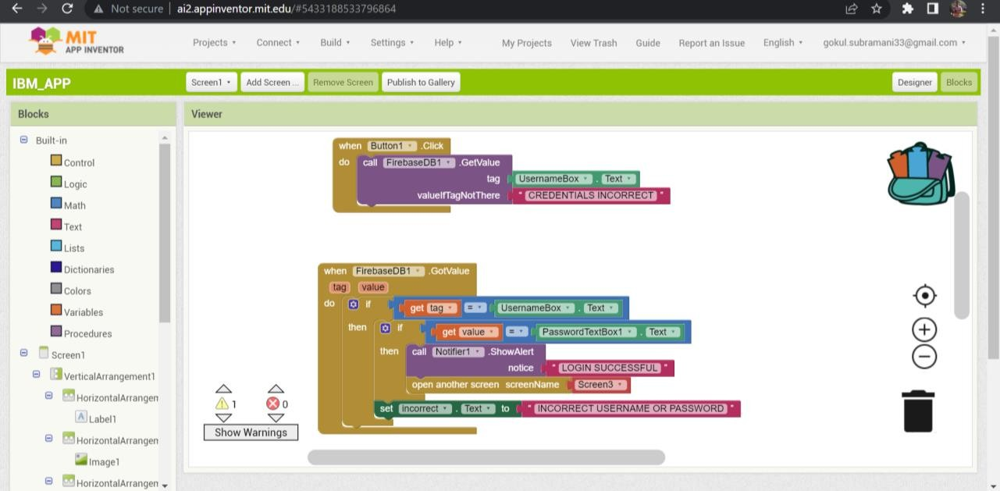 Not secure | ai2.appinventor.mit.edu/#5433188533796864
MIT
APP INVENTOR
Projects Connect Build Settings Help My Projects View Trash Guide Report an Issue English gokul.subramani33@gmail.com
IBM_APP Screen1 Add Screen ... Remove Screen Publish to Gallery Designer Blocks
Blocks
Viewer
Built-in
Control
Logic
Math
Text
Lists
Dictionaries
Colors
Variables
Procedures
Screen1
VerticalArrangement1
HorizontalArrangem
Label1
HorizontalArrangem
Image1
HorizontalArrangem
when Button1 .Click
do call FirebaseDB1 .GetValue
tag UsernameBox . Text
valueIfTagNotThere " CREDENTIALS INCORRECT "
when FirebaseDB1 .GotValue
tag value
do if get tag = UsernameBox . Text
then if get value = PasswordTextBox1 . Text
then call Notifier1 .ShowAlert
notice " LOGIN SUCCESSFUL "
open another screen screenName Screen3
set incorrect . Text to " INCORRECT USERNAME OR PASSWORD "
1 0
Show Warnings